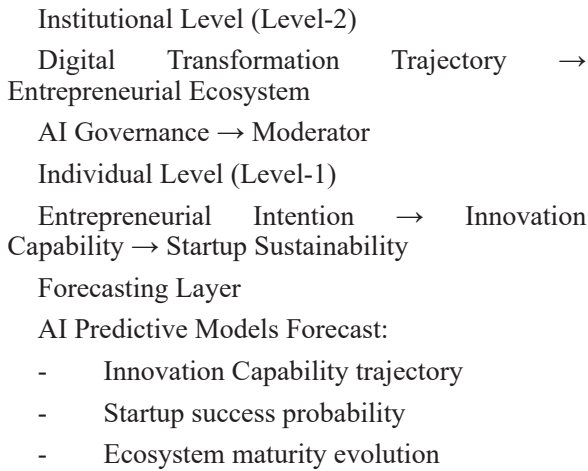 Institutional Level (Level-2)
Digital Transformation Trajectory →
Entrepreneurial Ecosystem
AI Governance → Moderator
Individual Level (Level-1)
Entrepreneurial Intention → Innovation
Capability → Startup Sustainability
Forecasting Layer
AI Predictive Models Forecast:
- Innovation Capability trajectory
- Startup success probability
- Ecosystem maturity evolution